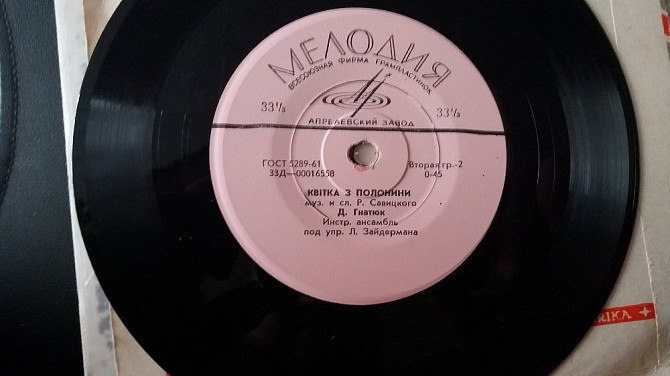 МЕЛОДИЯ
ВСЕСОЮЗНАЯ ФИРМА ГРАМПЛАСТИНОК
33⅓ 33⅓
АПРЕЛЕВСКИЙ ЗАВОД
ГОСТ 5289-61 Вторая гр.-2
33Д—00016558 0-45
КВІТКА З ПОЛОНИНИ
муз. и сл. Р. Савицкого
Д. Гнатюк
Инстр. ансамбль
под упр. Л. Зайдермана
RIKA